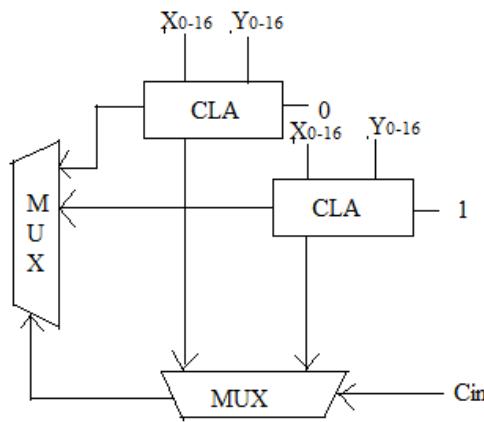 X0-16 Y0-16
CLA 0
X0-16 Y0-16
CLA 1
M
U
X
MUX Cin